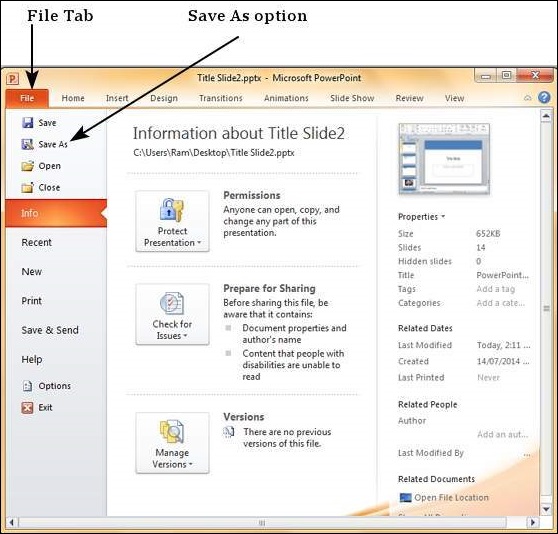 File Tab
Save As option
Title Slide2.pptx - Microsoft PowerPoint
File Home Insert Design Transitions Animations Slide Show Review View
Save
Save As
Open
Close
Info
Recent
New
Print
Save & Send
Help
Options
Exit
Information about Title Slide2
C:\Users\Ram\Desktop\Title Slide2.pptx
Protect
Presentation
Permissions
Anyone can open, copy, and
change any part of this
presentation.
Check for
Issues
Prepare for Sharing
Before sharing this file, be
aware that it contains:
Document properties and
author's name
Content that people with
disabilities are unable to
read
Manage
Versions
Versions
There are no previous
versions of this file.
Properties
Size 652KB
Slides 14
Hidden slides 0
Title PowerPoint...
Tags Add a tag
Categories Add a cate...
Related Dates
Last Modified Today, 2:11 ...
Created 14/07/2014 ...
Last Printed Never
Related People
Author
Add an aut...
Last Modified By
Related Documents
Open File Location